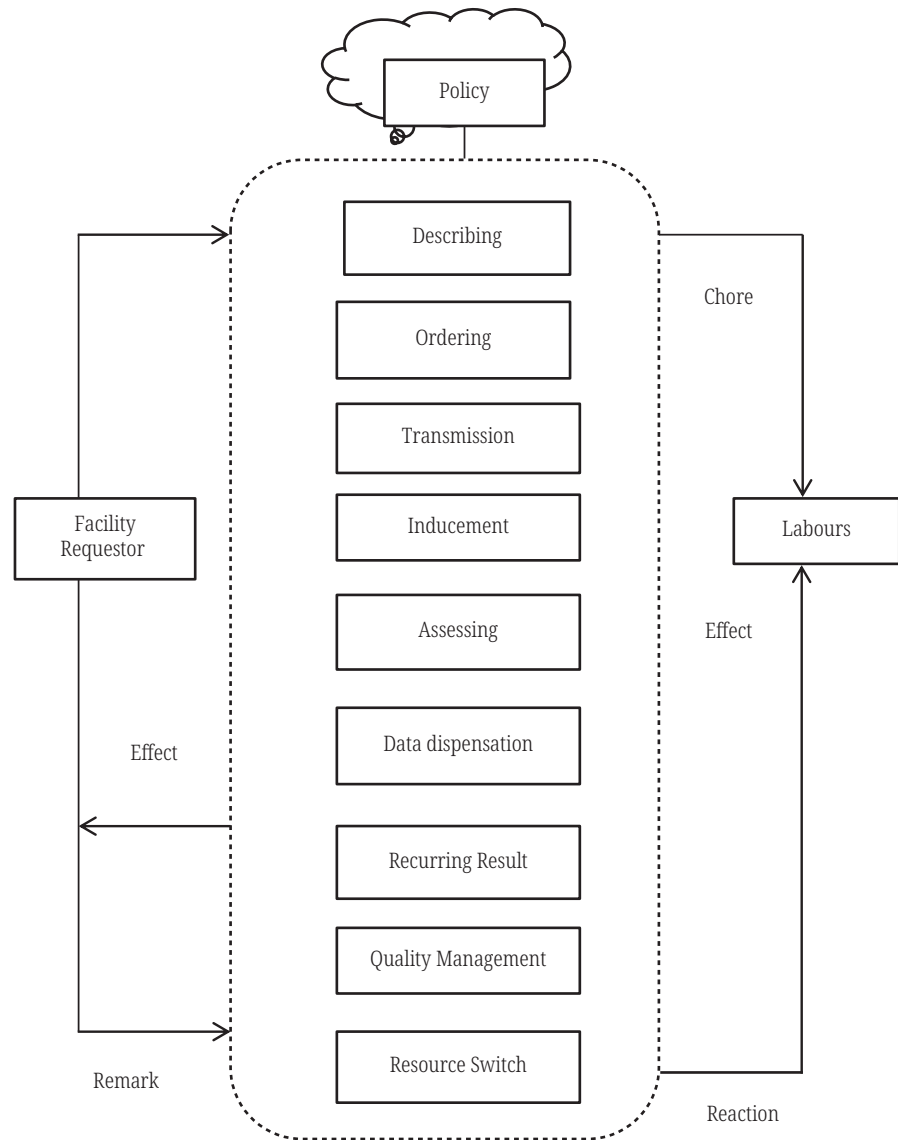 Policy
Describing
Chore
Ordering
Transmission
Facility
Requestor
Inducement
Labours
Assessing
Effect
Data dispensation
Effect
Recurring Result
Quality Management
Resource Switch
Remark
Reaction